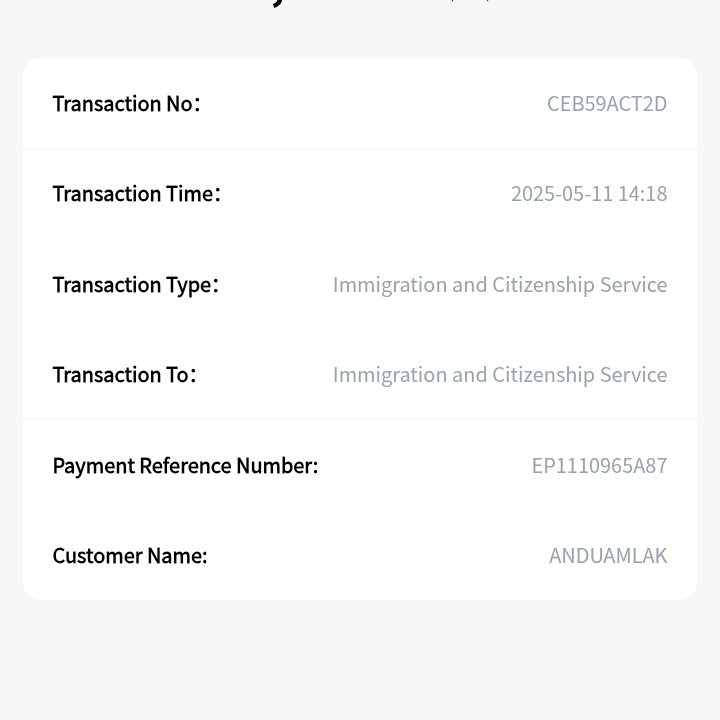 Transaction No： CEB59ACT2D
Transaction Time： 2025-05-11 14:18
Transaction Type： Immigration and Citizenship Service
Transaction To： Immigration and Citizenship Service
Payment Reference Number: EP1110965A87
Customer Name: ANDUAMLAK